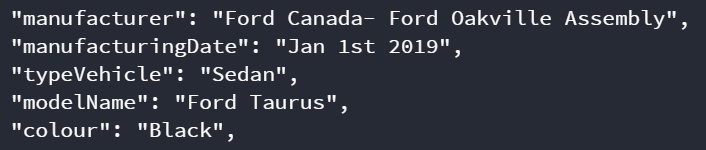 "manufacturer": "Ford Canada– Ford Oakville Assembly",
"manufacturingDate": "Jan 1st 2019",
"typeVehicle": "Sedan",
"modelName": "Ford Taurus",
"colour": "Black",